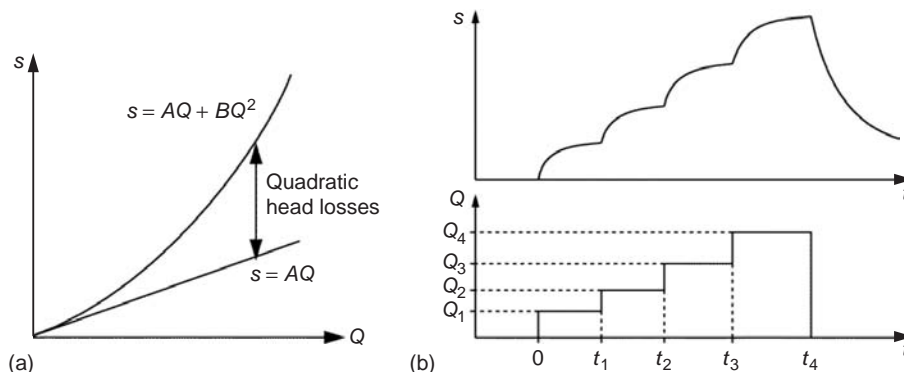 s
s = AQ + BQ²
Quadratic
head losses
s = AQ
Q
(a)
s
Q
Q₄
Q₃
Q₂
Q₁
0 t₁ t₂ t₃ t₄
(b)